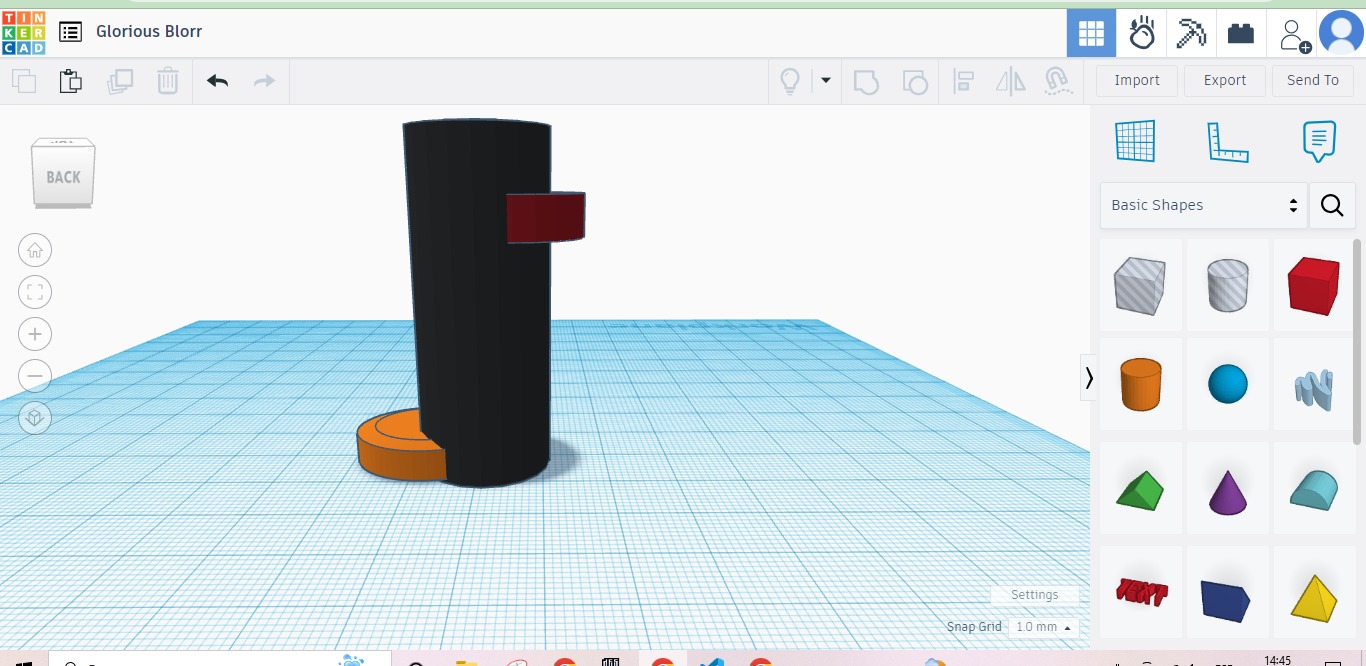 TIN
KER
CAD
Glorious Blorr
Import
Export
Send To
BACK
Basic Shapes
TEXT
Settings
Snap Grid 1.0 mm
14:45